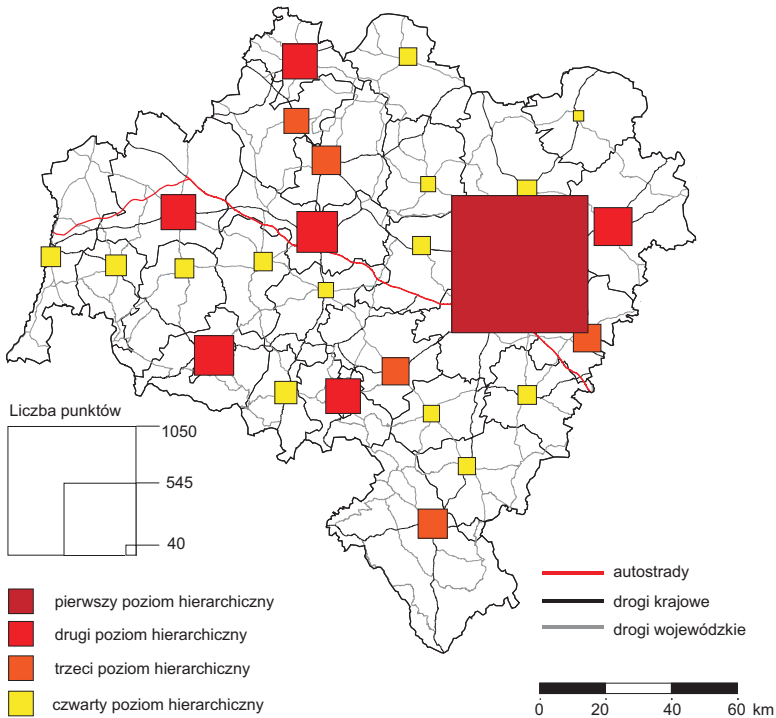 Liczba punktów
1050
545
40
pierwszy poziom hierarchiczny
drugi poziom hierarchiczny
trzeci poziom hierarchiczny
czwarty poziom hierarchiczny
autostrady
drogi krajowe
drogi wojewódzkie
0 20 40 60 km